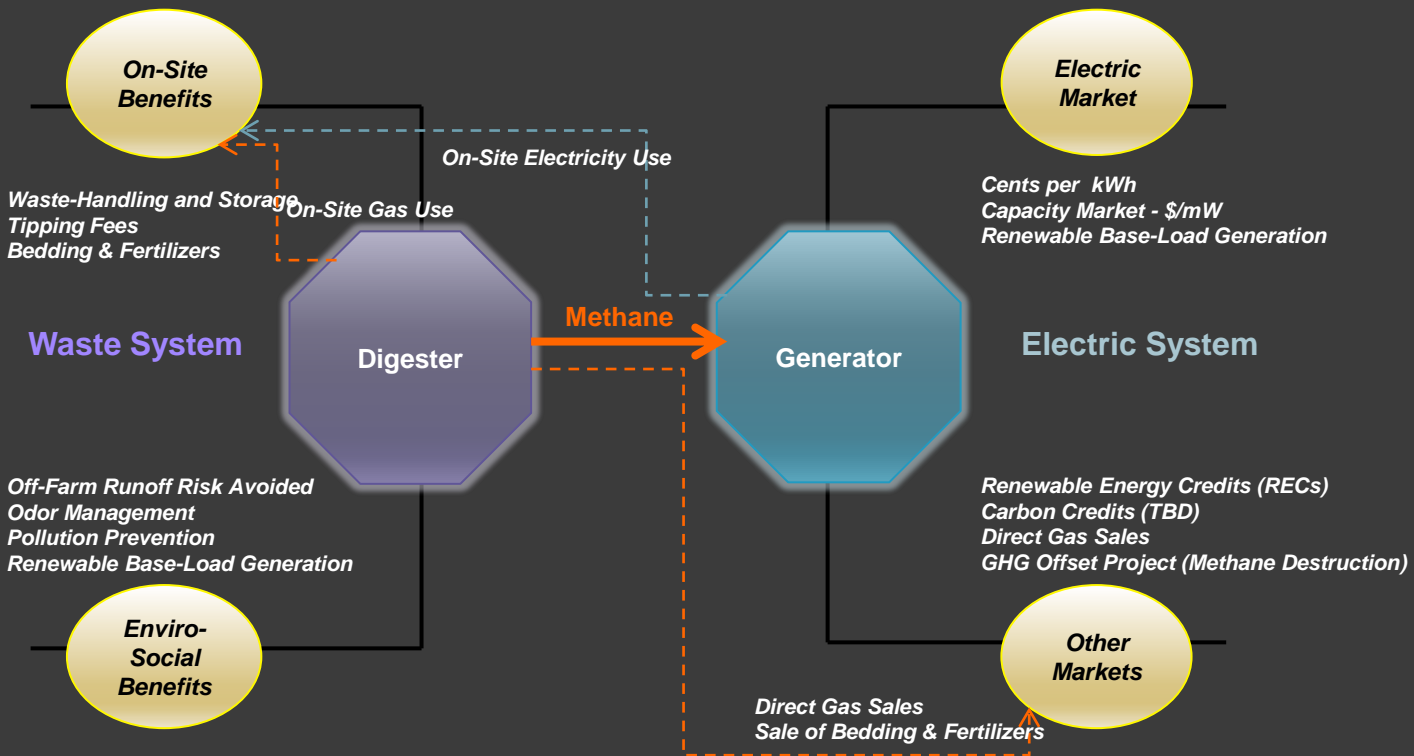 On-Site
Benefits
Electric
Market
On-Site Electricity Use
Waste-Handling and Storage
Tipping Fees
Bedding & Fertilizers
On-Site Gas Use
Cents per kWh
Capacity Market - $/mW
Renewable Base-Load Generation
Waste System
Digester
Methane
Generator
Electric System
Off-Farm Runoff Risk Avoided
Odor Management
Pollution Prevention
Renewable Base-Load Generation
Renewable Energy Credits (RECs)
Carbon Credits (TBD)
Direct Gas Sales
GHG Offset Project (Methane Destruction)
Enviro-
Social
Benefits
Other
Markets
Direct Gas Sales
Sale of Bedding & Fertilizers